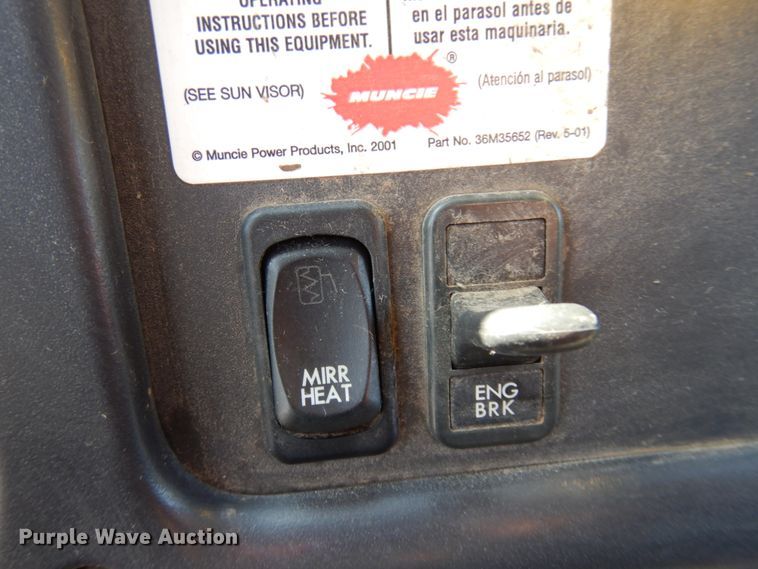 OPERATING
INSTRUCTIONS BEFORE
USING THIS EQUIPMENT.
(SEE SUN VISOR)
en el parasol antes de
usar esta maquinaria.
(Atención al parasol)
MUNCIE
®
© Muncie Power Products, Inc. 2001
Part No. 36M35652 (Rev. 5-01)
MIRR
HEAT
ENG
BRK
Purple Wave Auction